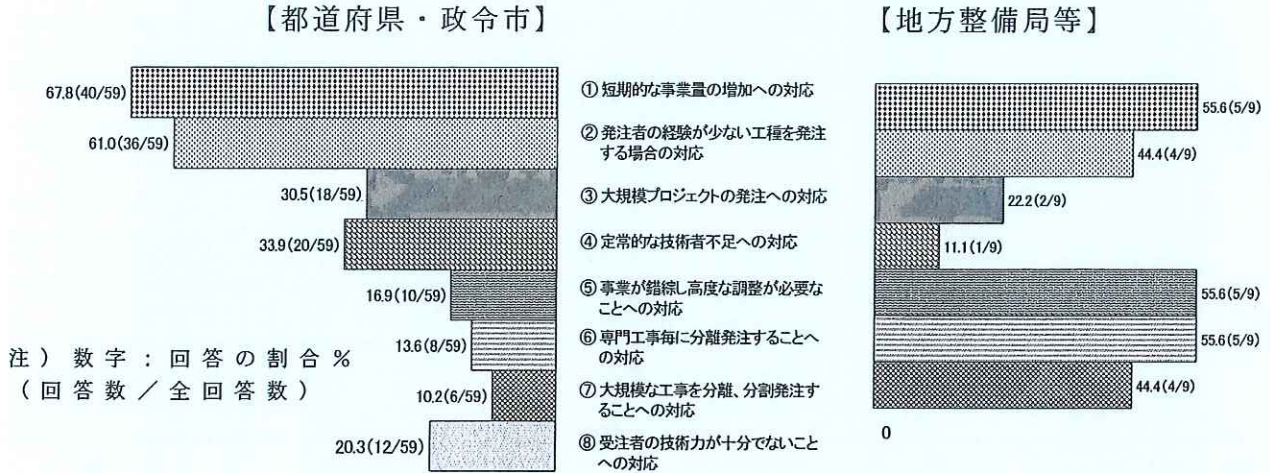 【都道府県・政令市】
【地方整備局等】
67.8(40/59)
① 短期的な事業量の増加への対応
55.6(5/9)
61.0(36/59)
② 発注者の経験が少ない工種を発注
する場合の対応
44.4(4/9)
30.5(18/59)
③ 大規模プロジェクトの発注への対応
22.2(2/9)
33.9(20/59)
④ 定常的な技術者不足への対応
11.1(1/9)
16.9(10/59)
⑤ 事業が錯綜し高度な調整が必要な
ことへの対応
55.6(5/9)
13.6(8/59)
⑥ 専門工事毎に分離発注することへ
の対応
55.6(5/9)
注）数字：回答の割合％
（回答数／全回答数）
10.2(6/59)
⑦ 大規模な工事を分離、分割発注す
ることへの対応
44.4(4/9)
20.3(12/59)
⑧ 受注者の技術力が十分でないこと
への対応
0